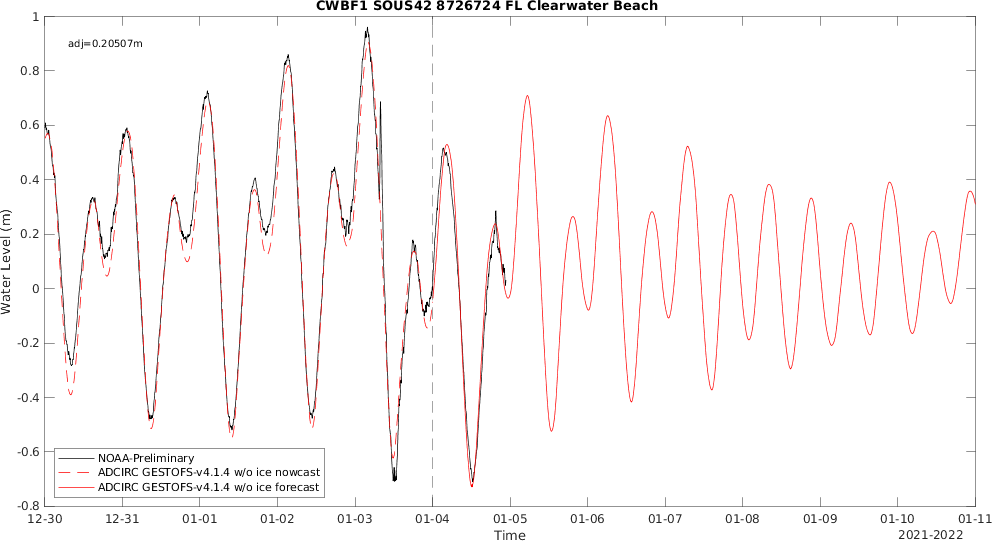 CWBF1 SOUS42 8726724 FL Clearwater Beach
adj=0.20507m
1
0.8
0.6
0.4
0.2
0
-0.2
-0.4
-0.6
-0.8
Water Level (m)
NOAA-Preliminary
ADCIRC GESTOFS-v4.1.4 w/o ice nowcast
ADCIRC GESTOFS-v4.1.4 w/o ice forecast
12-30 12-31 01-01 01-02 01-03 01-04 01-05 01-06 01-07 01-08 01-09 01-10 01-11
Time
2021-2022